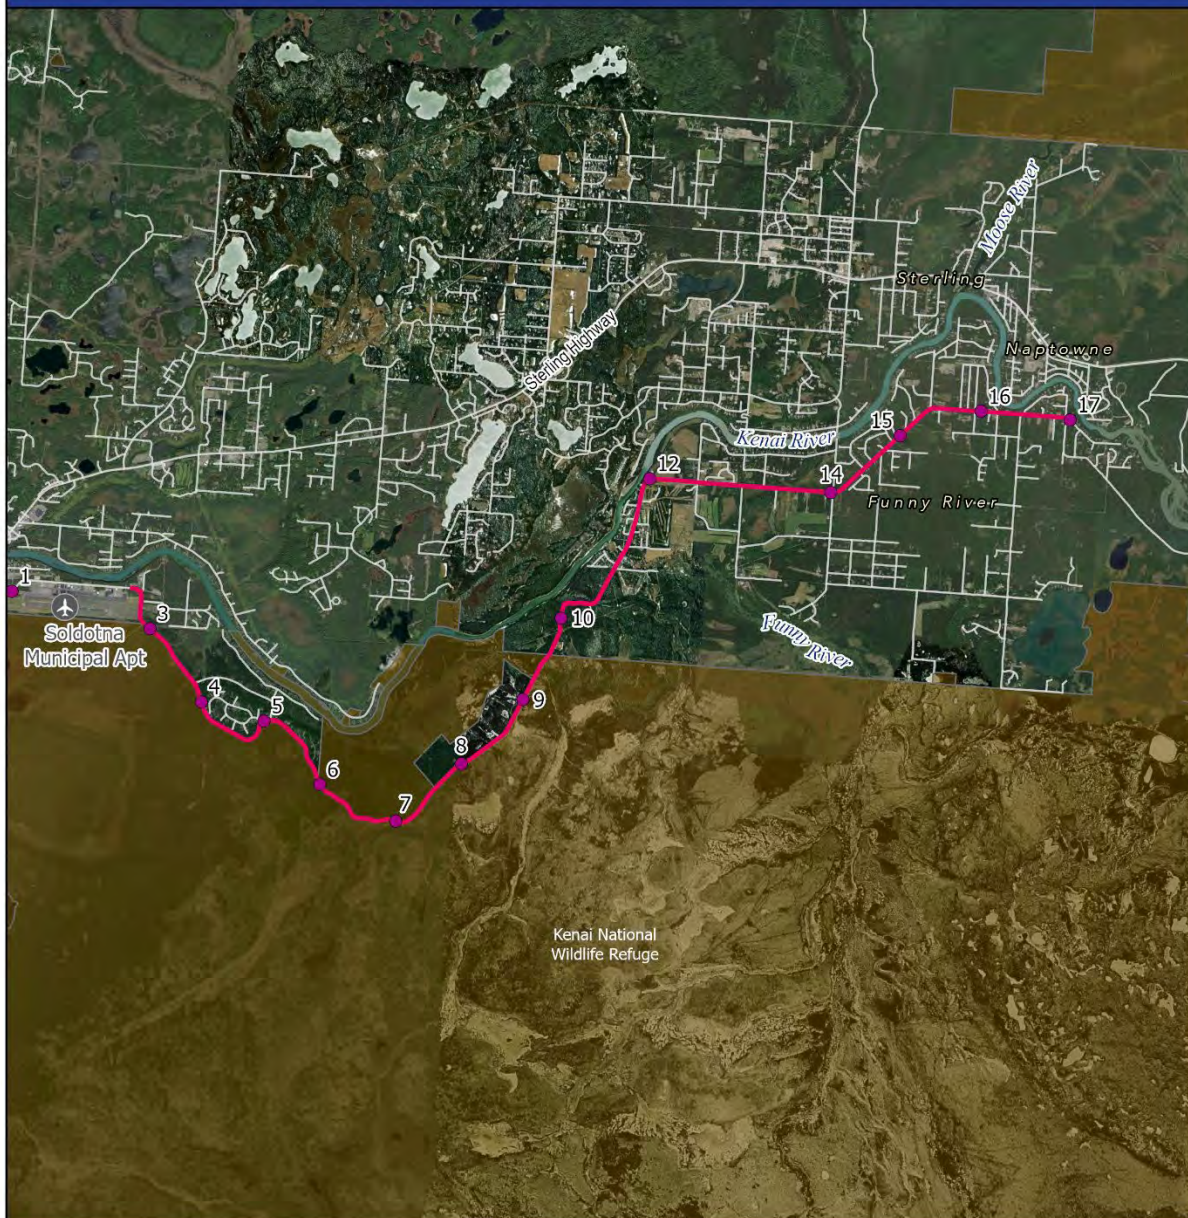 Moose River
Sterling
Sterling Highway
Naptowne
16
17
15
Kenai River
12
14
Funny River
1
3
Soldotna
Municipal Apt
10
Funny River
4
5
9
8
6
7
Kenai National
Wildlife Refuge